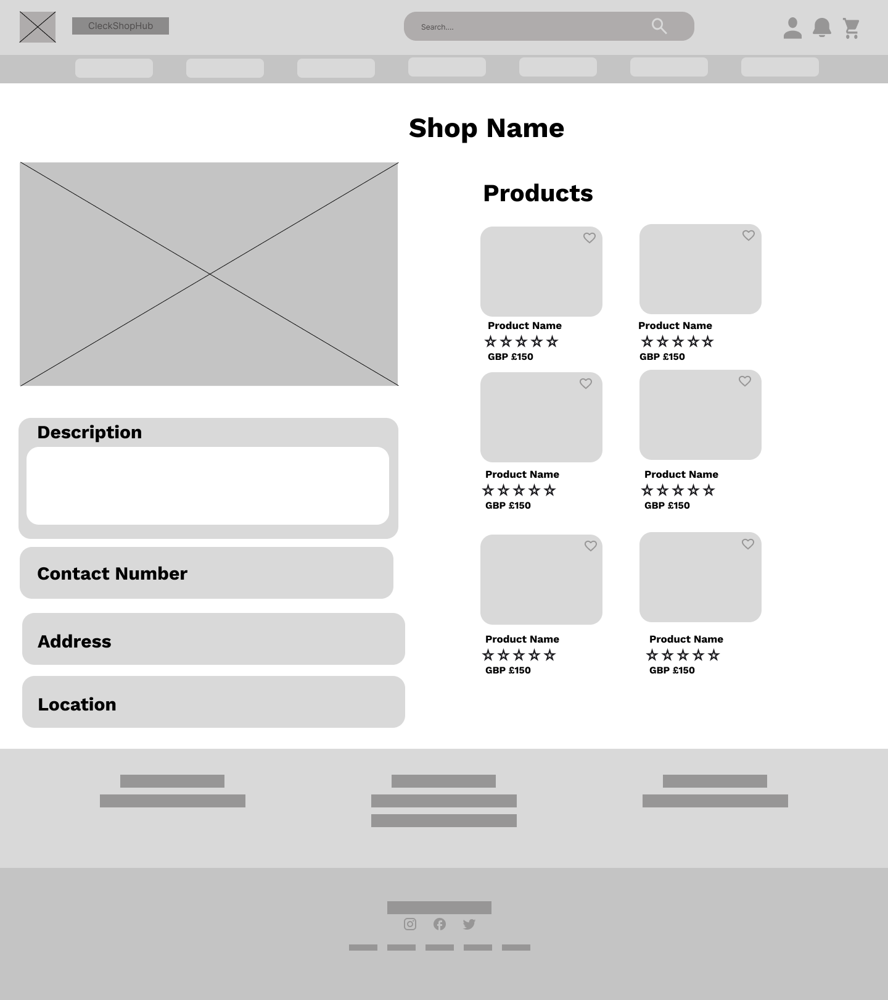 CleckShopHub
Search....
Shop Name
Products
Product Name
Product Name
GBP £150
GBP £150
Description
Product Name
Product Name
GBP £150
GBP £150
Contact Number
Address
Product Name
Product Name
GBP £150
GBP £150
Location